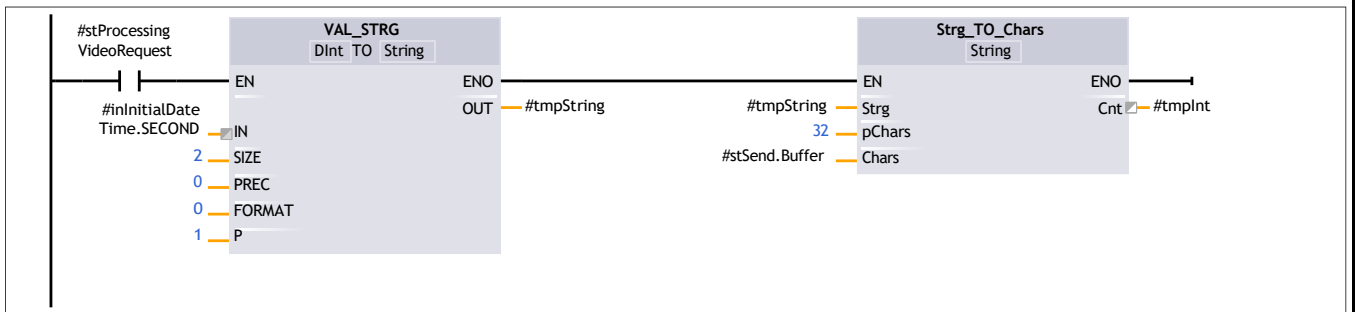 #stProcessing
VideoRequest
VAL_STRG
DInt TO String
EN
ENO
#inInitialDate
Time.SECOND
IN
OUT
#tmpString
2
SIZE
0
PREC
0
FORMAT
1
P
Strg_TO_Chars
String
EN
ENO
#tmpString
Strg
Cnt
#tmpInt
32
pChars
#stSend.Buffer
Chars